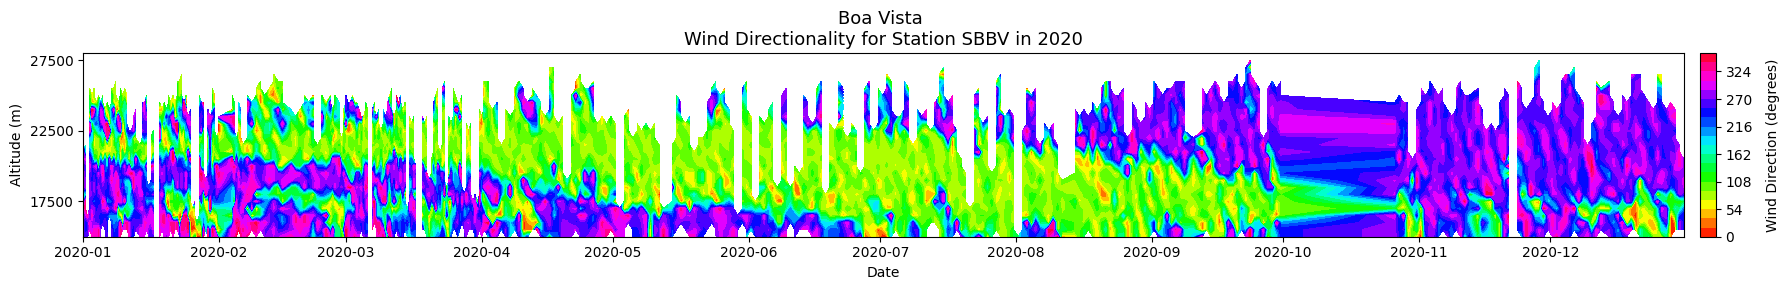 Boa Vista
Wind Directionality for Station SBBV in 2020
Altitude (m)
27500
22500
17500
2020-01 2020-02 2020-03 2020-04 2020-05 2020-06 2020-07 2020-08 2020-09 2020-10 2020-11 2020-12
Date
324
270
216
162
108
54
0
Wind Direction (degrees)